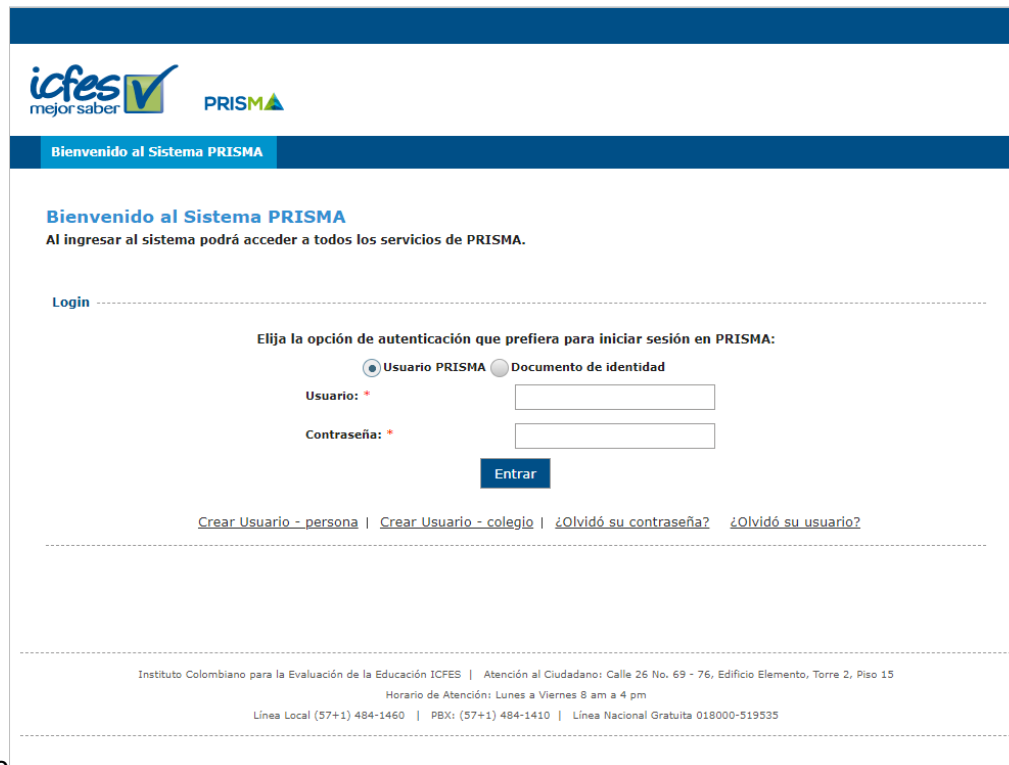 icfes
mejor saber
PRISMA
Bienvenido al Sistema PRISMA
Bienvenido al Sistema PRISMA
Al ingresar al sistema podrá acceder a todos los servicios de PRISMA.
Login
Elija la opción de autenticación que prefiera para iniciar sesión en PRISMA:
Usuario PRISMA Documento de identidad
Usuario: *
Contraseña: *
Entrar
Crear Usuario - persona | Crear Usuario - colegio | ¿Olvidó su contraseña? ¿Olvidó su usuario?
Instituto Colombiano para la Evaluación de la Educación ICFES | Atención al Ciudadano: Calle 26 No. 69 - 76, Edificio Elemento, Torre 2, Piso 15
Horario de Atención: Lunes a Viernes 8 am a 4 pm
Línea Local (57+1) 484-1460 | PBX: (57+1) 484-1410 | Línea Nacional Gratuita 018000-519535